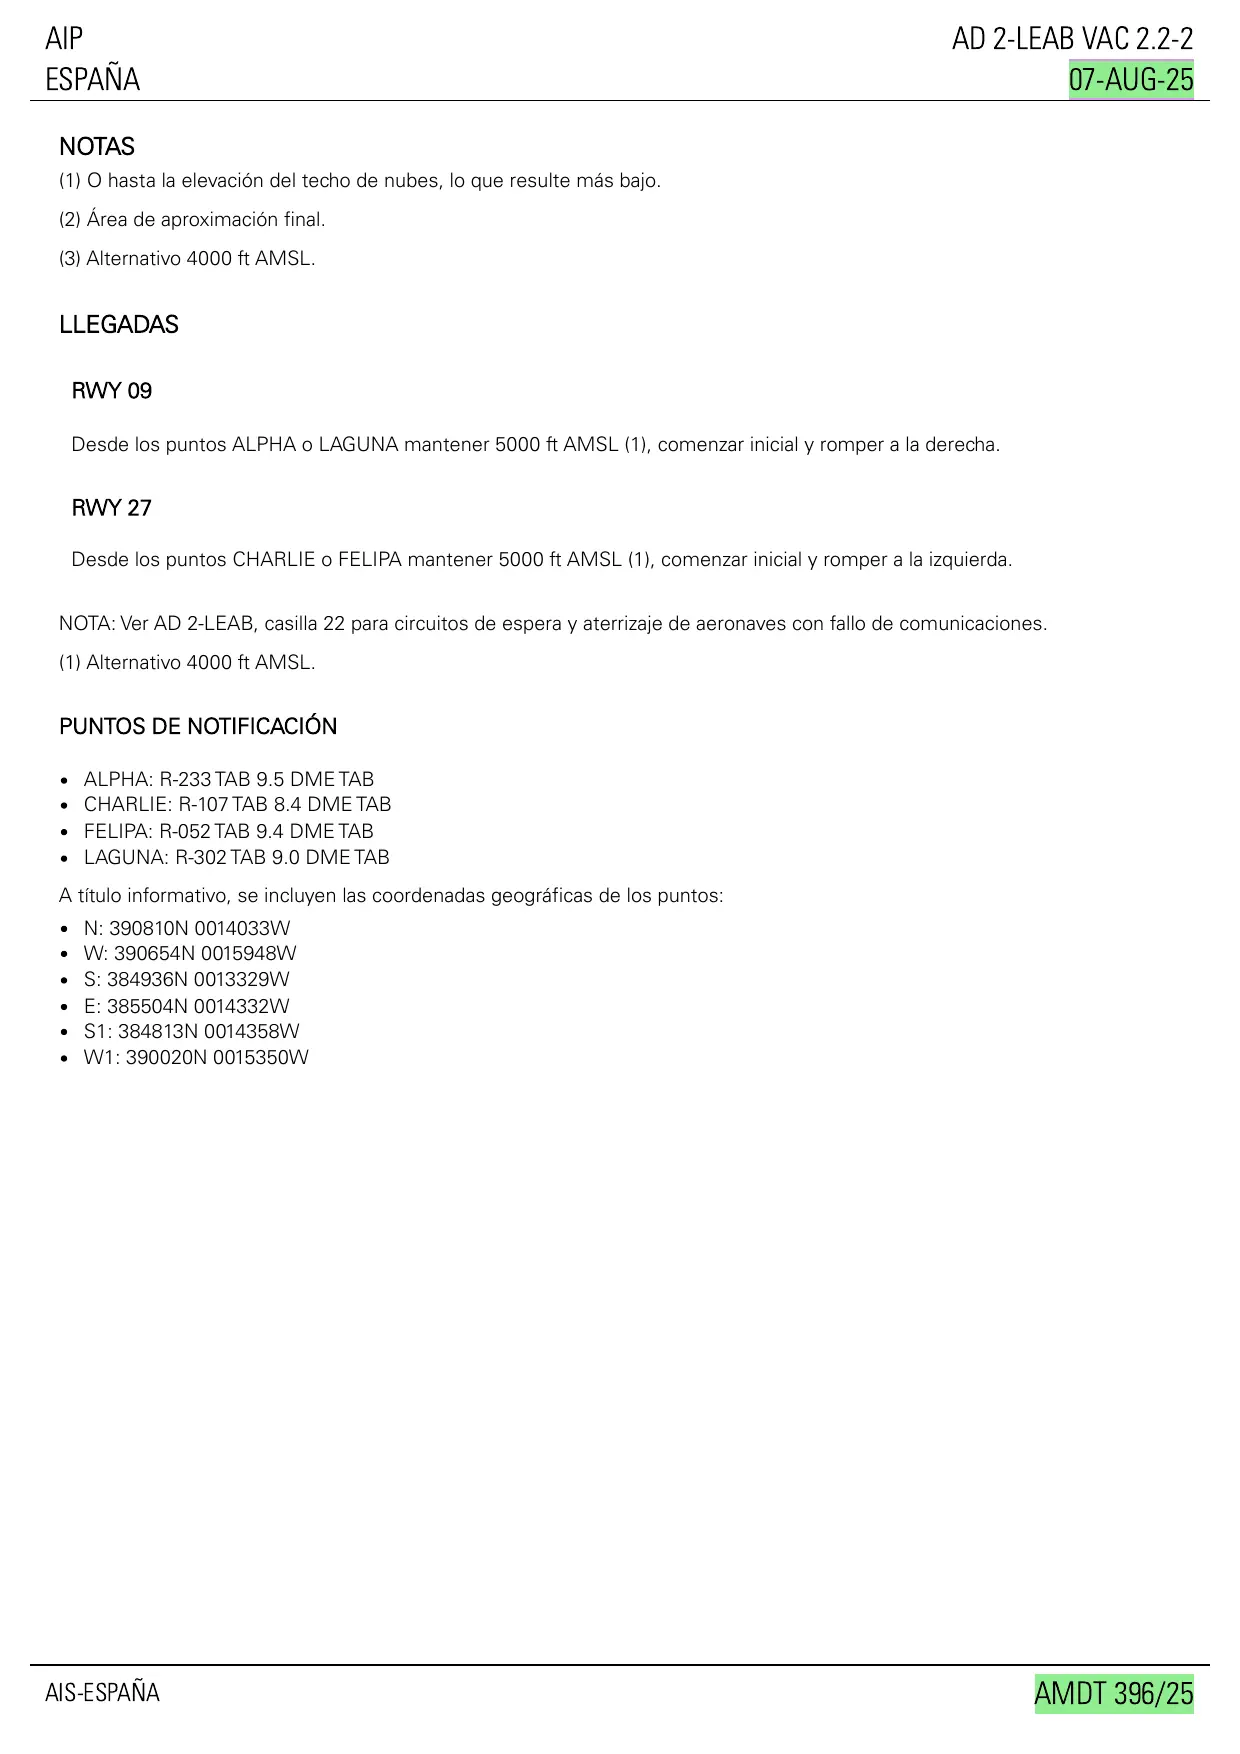 AIP
ESPAÑA
AD 2-LEAB VAC 2.2-2
07-AUG-25
NOTAS
(1) O hasta la elevación del techo de nubes, lo que resulte más bajo.
(2) Área de aproximación final.
(3) Alternativo 4000 ft AMSL.
LLEGADAS
RWY 09
Desde los puntos ALPHA o LAGUNA mantener 5000 ft AMSL (1), comenzar inicial y romper a la derecha.
RWY 27
Desde los puntos CHARLIE o FELIPA mantener 5000 ft AMSL (1), comenzar inicial y romper a la izquierda.
NOTA: Ver AD 2-LEAB, casilla 22 para circuitos de espera y aterrizaje de aeronaves con fallo de comunicaciones.
(1) Alternativo 4000 ft AMSL.
PUNTOS DE NOTIFICACIÓN
• ALPHA: R-233 TAB 9.5 DME TAB
• CHARLIE: R-107 TAB 8.4 DME TAB
• FELIPA: R-052 TAB 9.4 DME TAB
• LAGUNA: R-302 TAB 9.0 DME TAB
A título informativo, se incluyen las coordenadas geográficas de los puntos:
• N: 390810N 0014033W
• W: 390654N 0015948W
• S: 384936N 0013329W
• E: 385504N 0014332W
• S1: 384813N 0014358W
• W1: 390020N 0015350W
AIS-ESPAÑA
AMDT 396/25